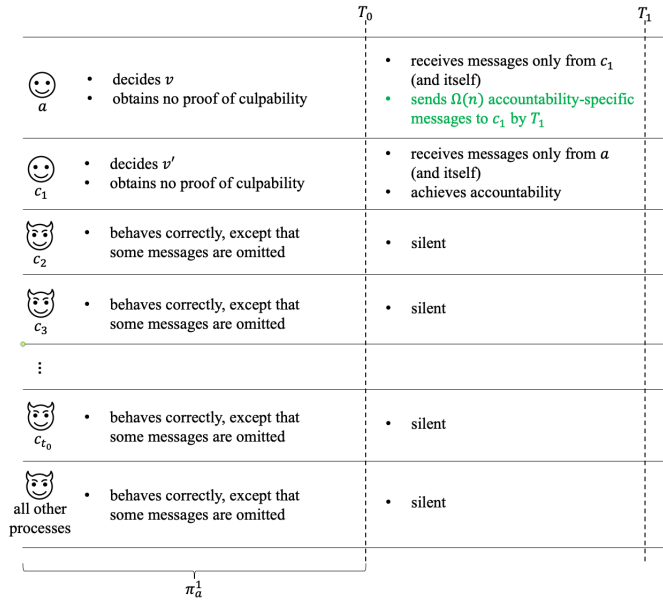 T₀ T₁
• decides v
• obtains no proof of culpability
• receives messages only from c₁
(and itself)
• sends Ω(n) accountability-specific
messages to c₁ by T₁
a
• decides v′
• obtains no proof of culpability
• receives messages only from a
(and itself)
• achieves accountability
c₁
• behaves correctly, except that
some messages are omitted
• silent
c₂
• behaves correctly, except that
some messages are omitted
• silent
c₃
⋮
• behaves correctly, except that
some messages are omitted
• silent
c_{t₀}
• behaves correctly, except that
some messages are omitted
• silent
all other
processes
π_a^1